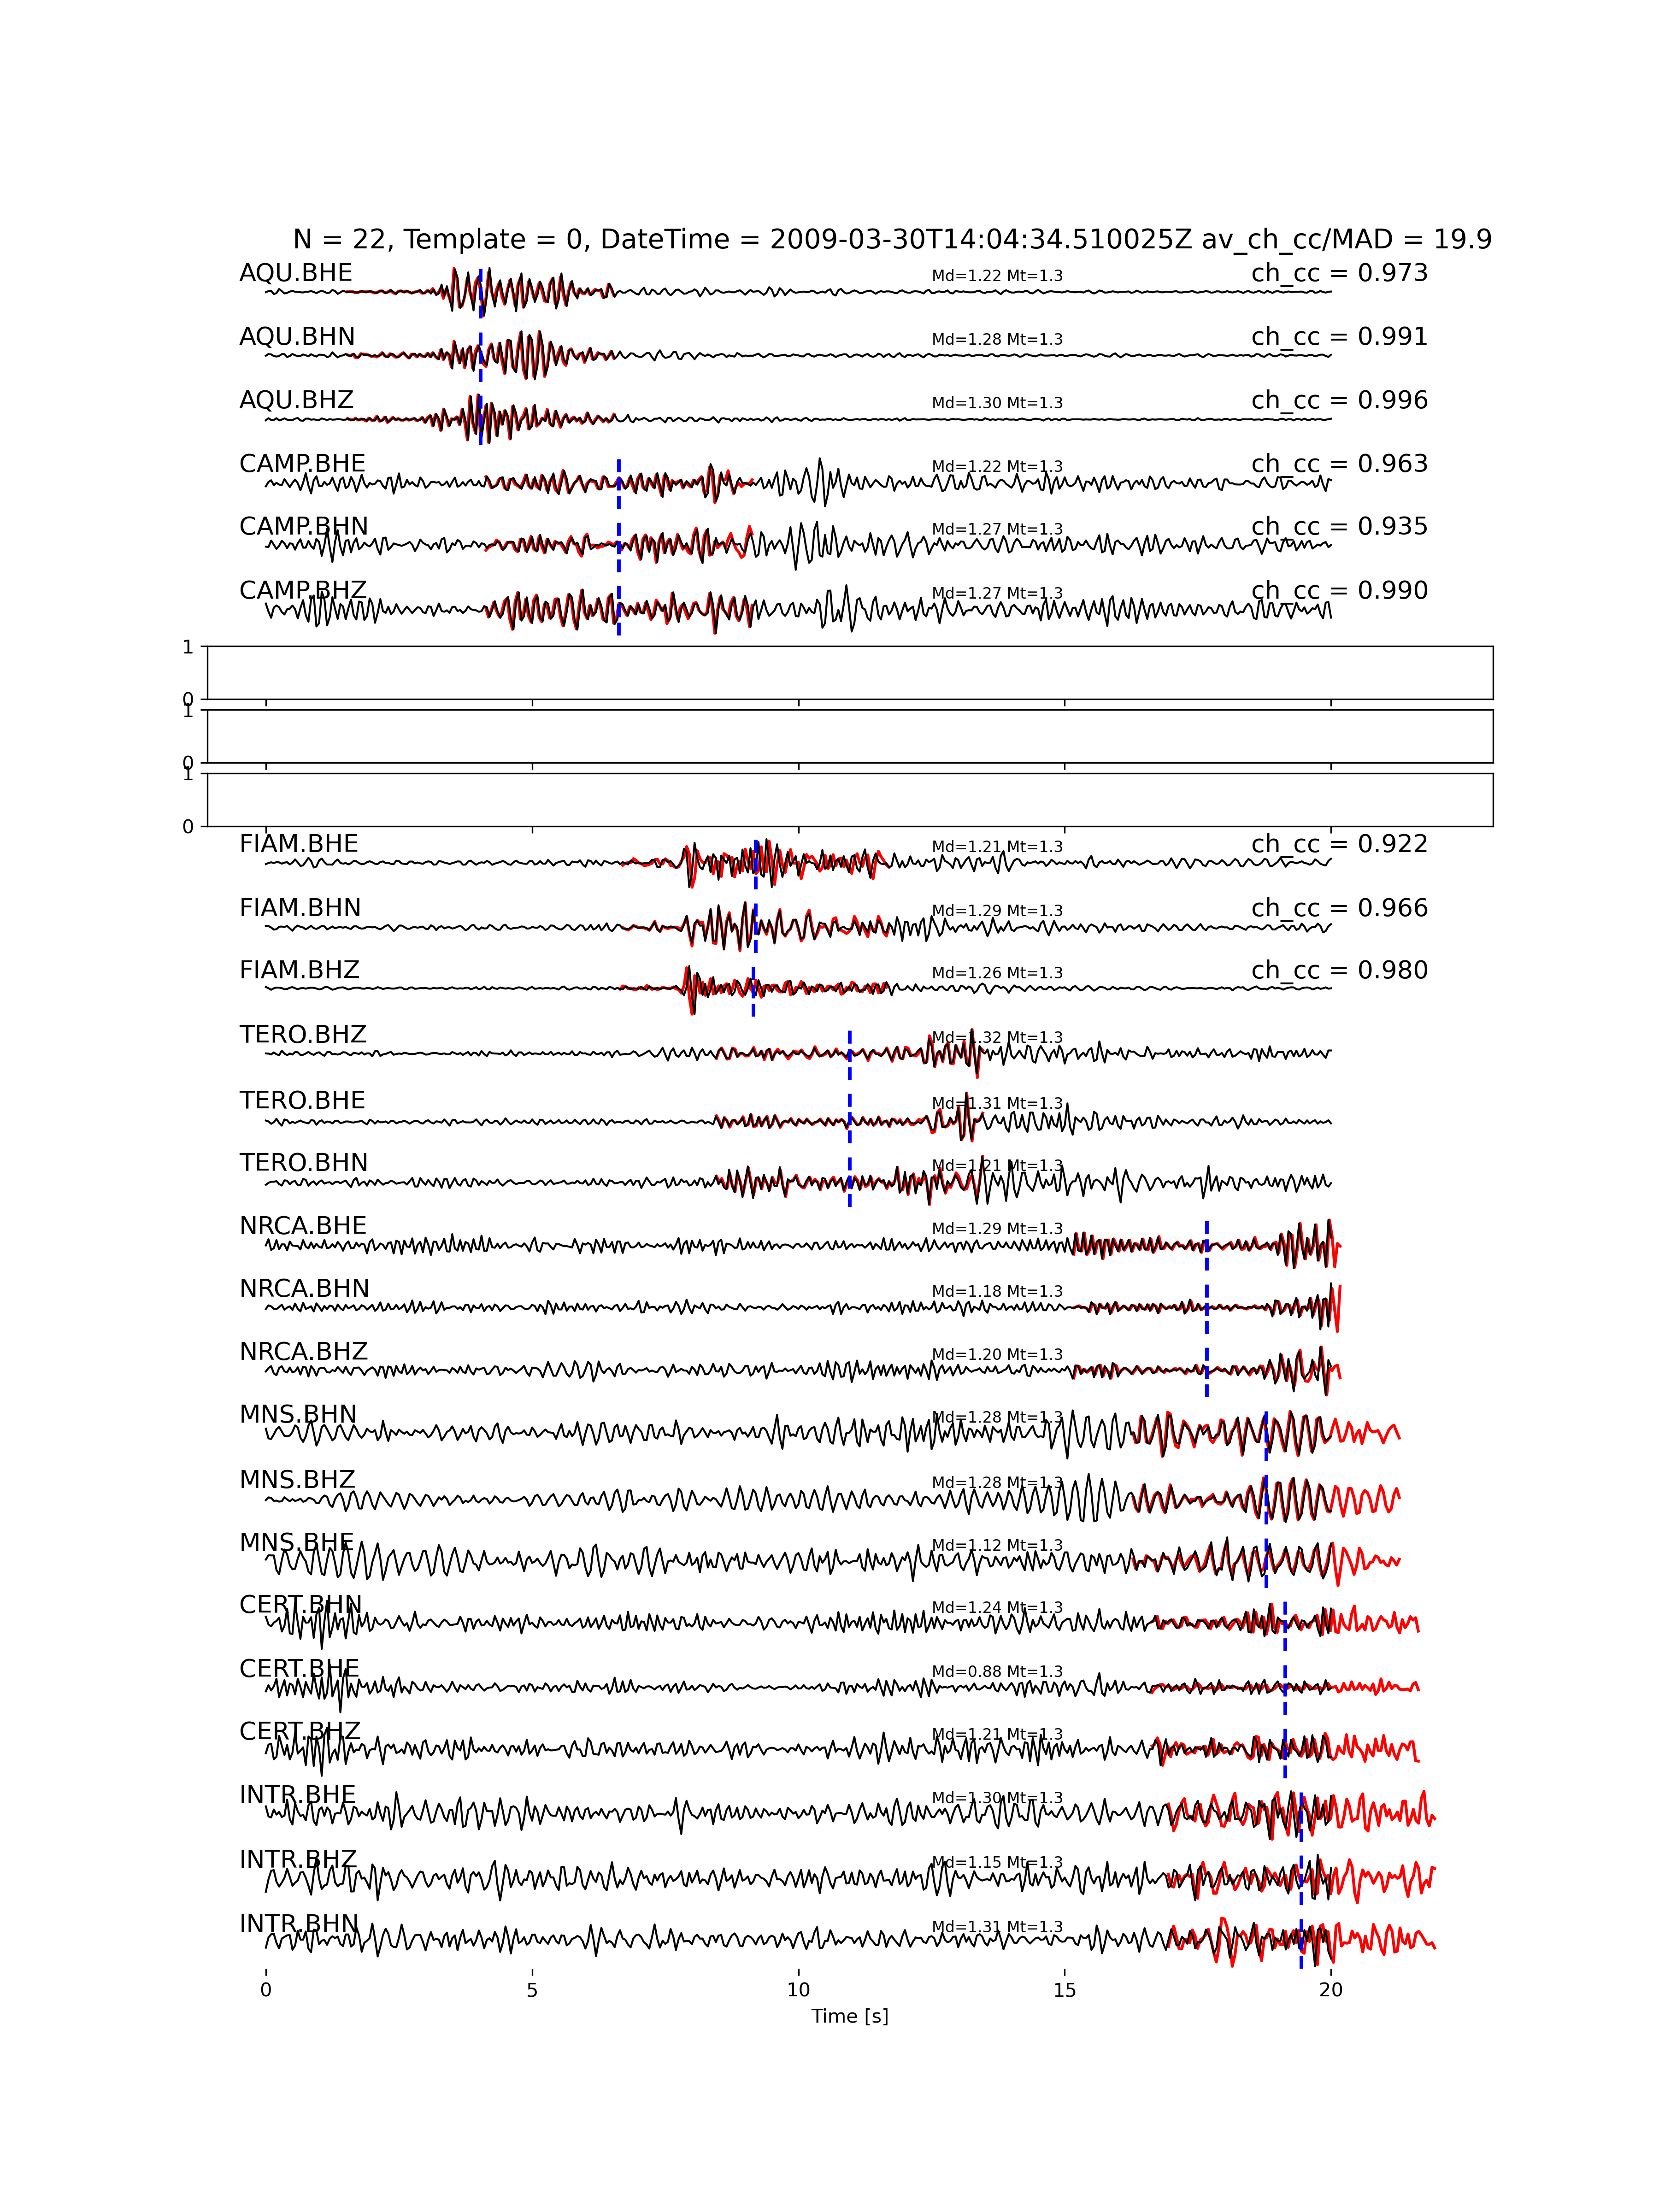 N = 22, Template = 0, DateTime = 2009-03-30T14:04:34.510025Z av_ch_cc/MAD = 19.9
AQU.BHE Md=1.22 Mt=1.3 ch_cc = 0.973
AQU.BHN Md=1.28 Mt=1.3 ch_cc = 0.991
AQU.BHZ Md=1.30 Mt=1.3 ch_cc = 0.996
CAMP.BHE Md=1.22 Mt=1.3 ch_cc = 0.963
CAMP.BHN Md=1.27 Mt=1.3 ch_cc = 0.935
CAMP.BHZ Md=1.27 Mt=1.3 ch_cc = 0.990
1
0
1
0
1
0
FIAM.BHE Md=1.21 Mt=1.3 ch_cc = 0.922
FIAM.BHN Md=1.29 Mt=1.3 ch_cc = 0.966
FIAM.BHZ Md=1.26 Mt=1.3 ch_cc = 0.980
TERO.BHZ Md=1.32 Mt=1.3
TERO.BHE Md=1.31 Mt=1.3
TERO.BHN Md=1.21 Mt=1.3
NRCA.BHE Md=1.29 Mt=1.3
NRCA.BHN Md=1.18 Mt=1.3
NRCA.BHZ Md=1.20 Mt=1.3
MNS.BHN Md=1.28 Mt=1.3
MNS.BHZ Md=1.28 Mt=1.3
MNS.BHE Md=1.12 Mt=1.3
CERT.BHN Md=1.24 Mt=1.3
CERT.BHE Md=0.88 Mt=1.3
CERT.BHZ Md=1.21 Mt=1.3
INTR.BHE Md=1.30 Mt=1.3
INTR.BHZ Md=1.15 Mt=1.3
INTR.BHN Md=1.31 Mt=1.3
0 5 10 15 20
Time [s]